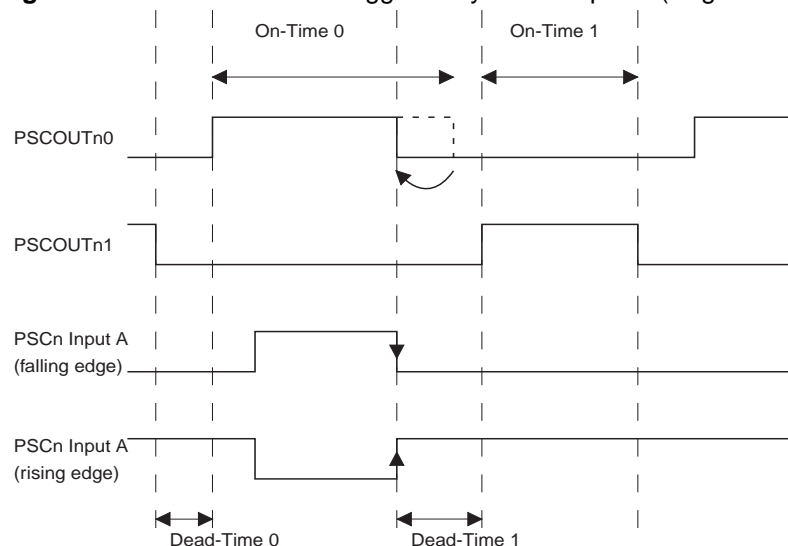 On-Time 0
On-Time 1
PSCOUTn0
PSCOUTn1
PSCn Input A
(falling edge)
PSCn Input A
(rising edge)
Dead-Time 0
Dead-Time 1